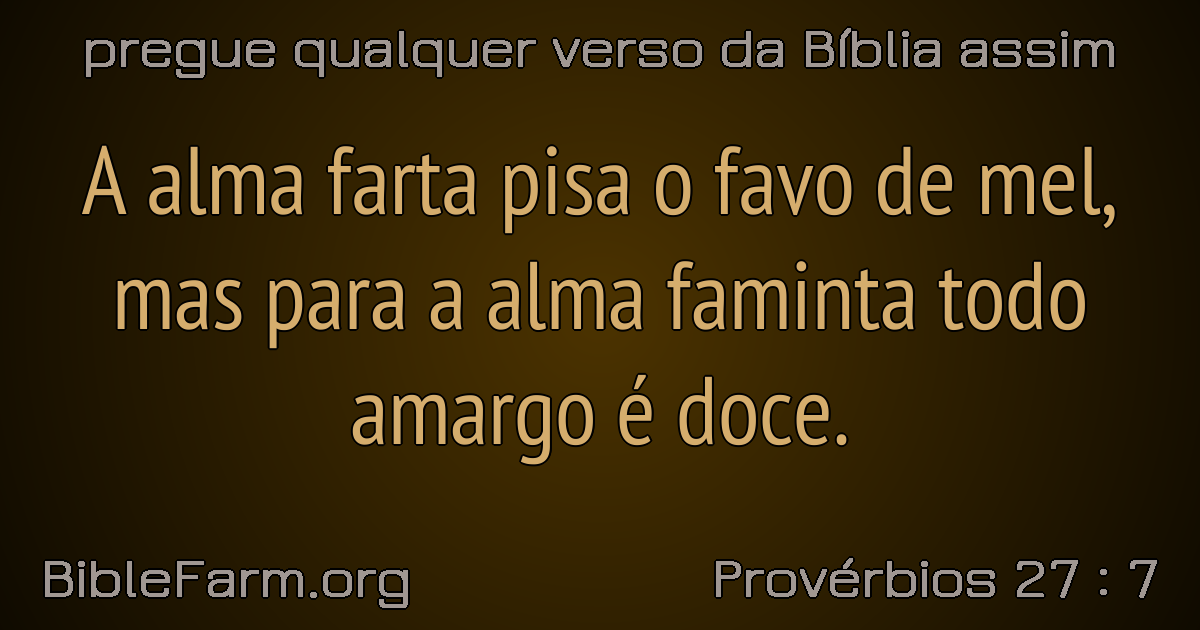 pregue qualquer verso da Bíblia assim
A alma farta pisa o favo de mel,
mas para a alma faminta todo
amargo é doce.
BibleFarm.org
Provérbios 27 : 7